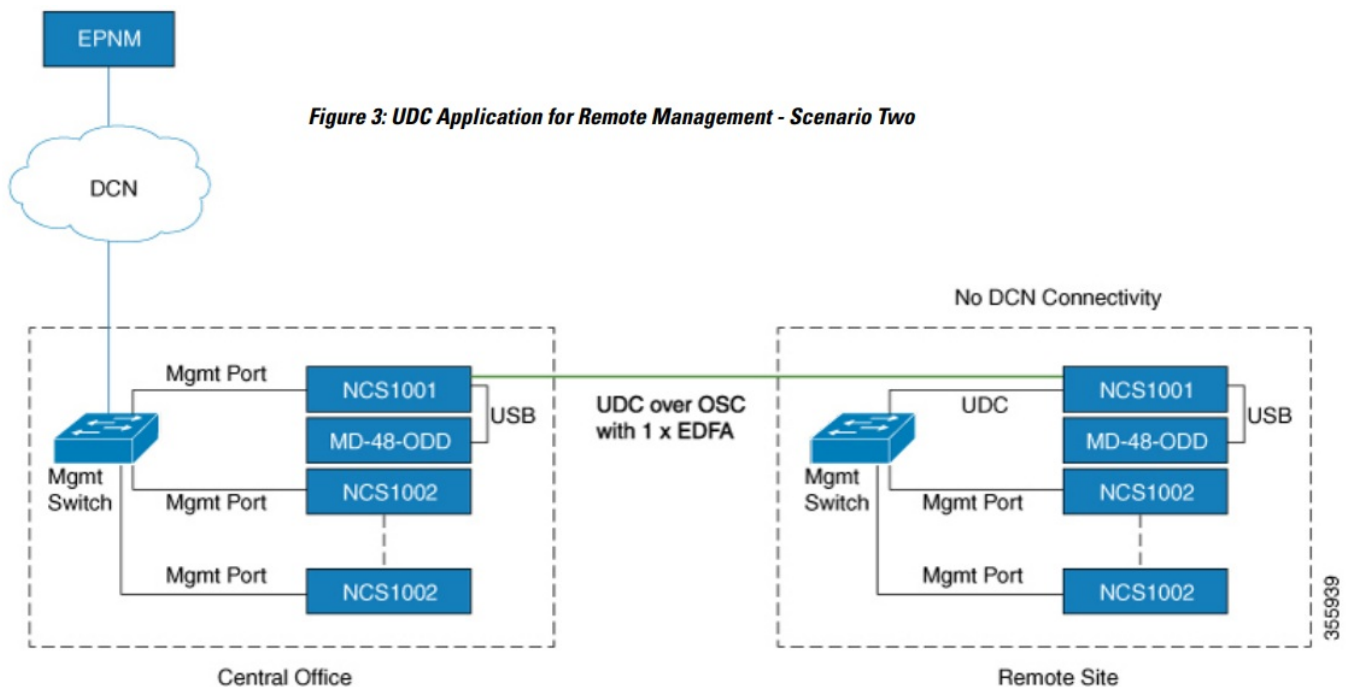 EPNM
Figure 3: UDC Application for Remote Management - Scenario Two
DCN
No DCN Connectivity
Mgmt Port
NCS1001
USB
MD-48-ODD
Mgmt
Switch
Mgmt Port
NCS1002
Mgmt Port
NCS1002
UDC over OSC
with 1 x EDFA
NCS1001
UDC
USB
MD-48-ODD
Mgmt
Switch
Mgmt Port
NCS1002
Mgmt Port
NCS1002
355939
Central Office
Remote Site